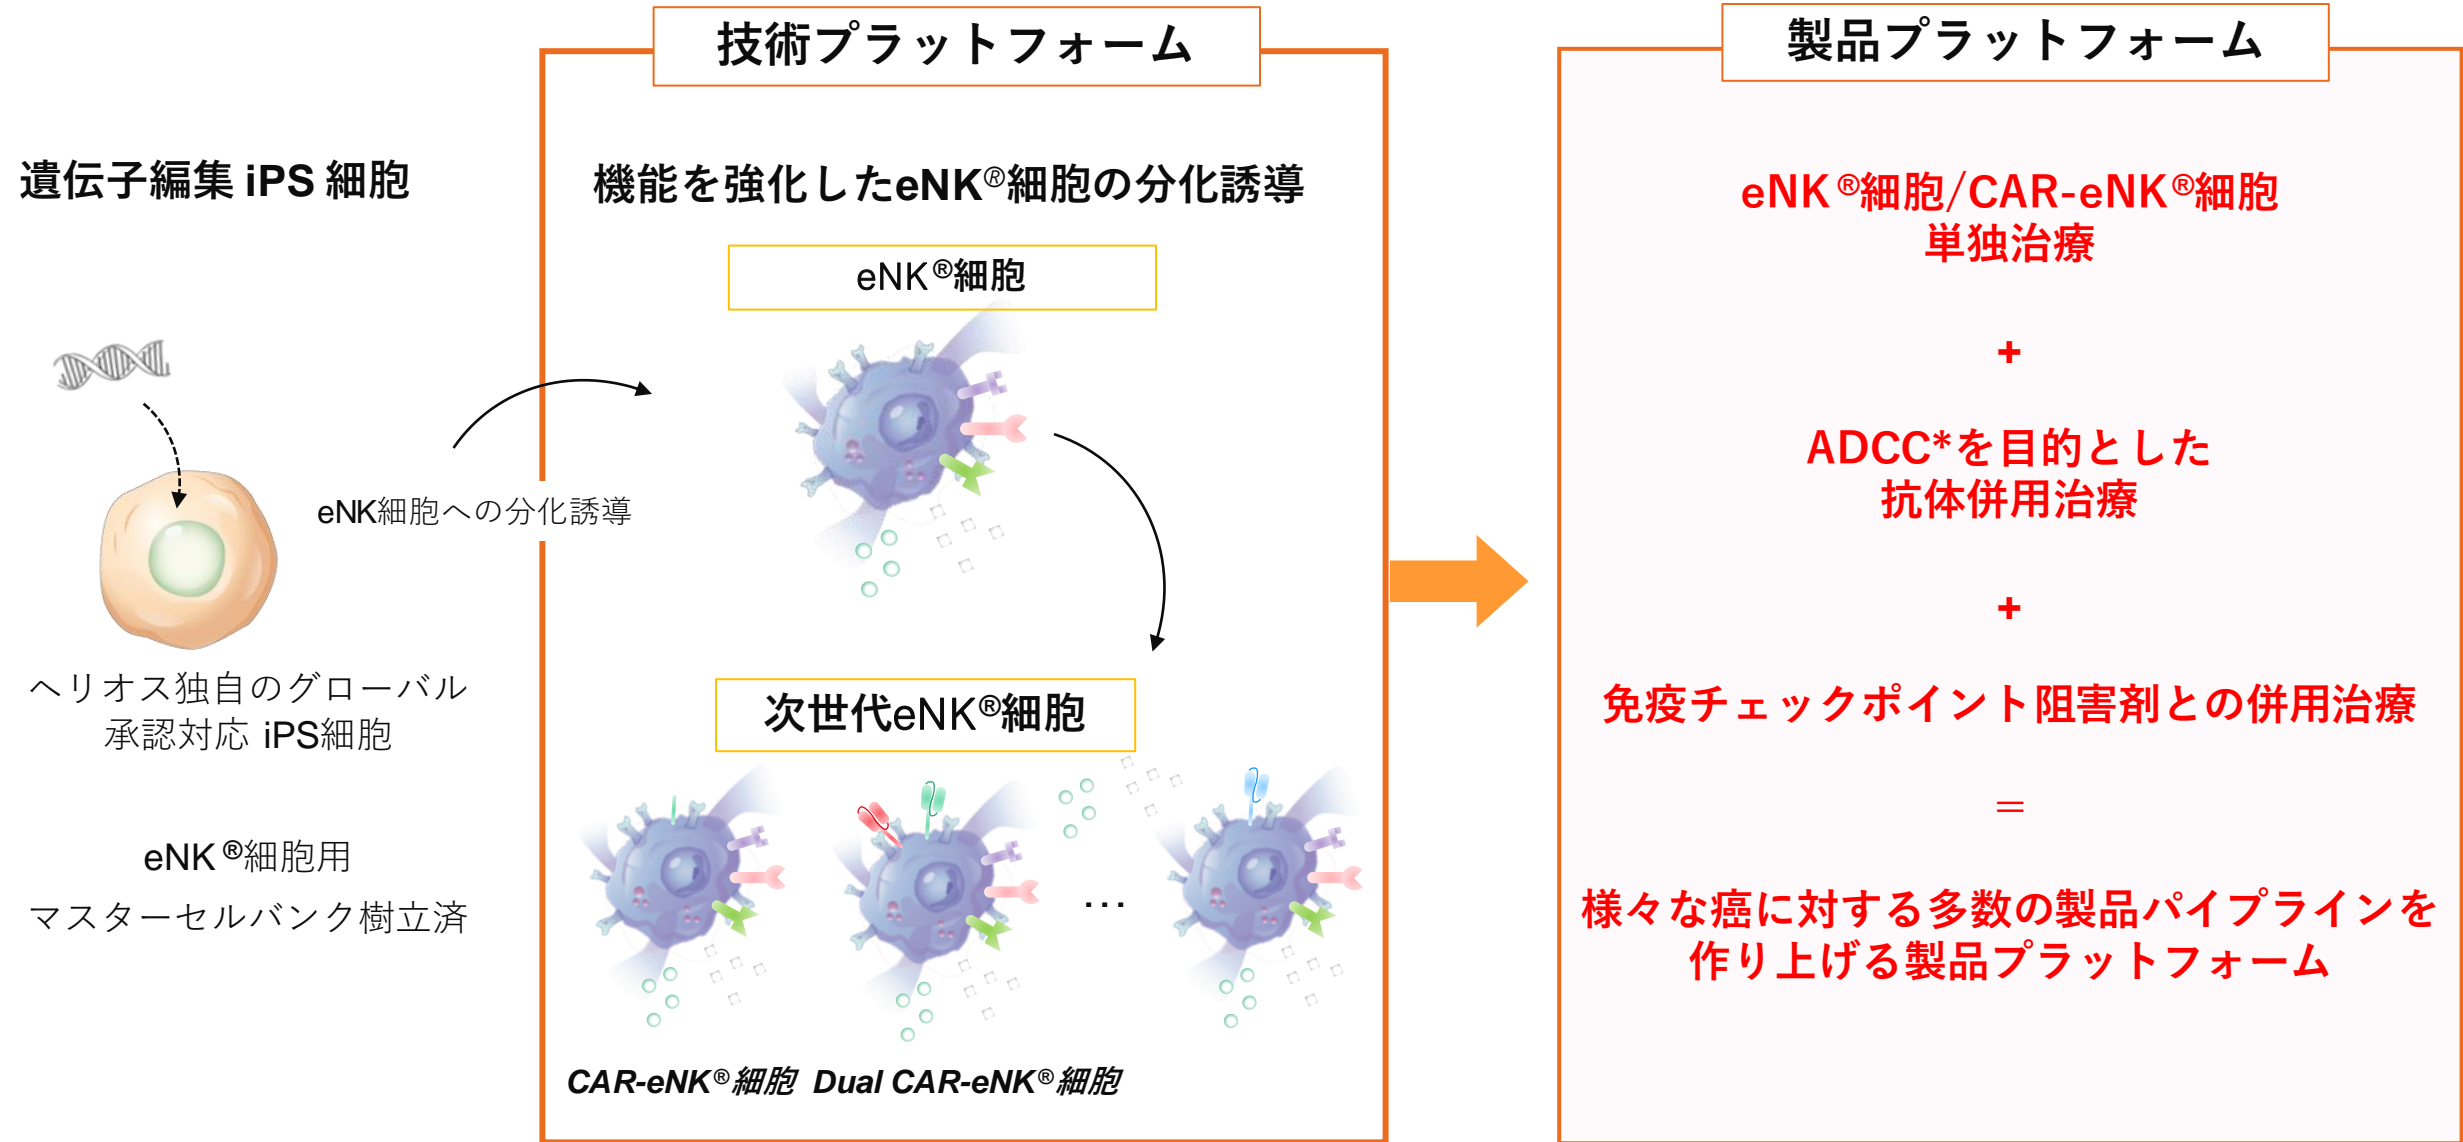 遺伝子編集 iPS 細胞
ヘリオス独自のグローバル
承認対応 iPS細胞
eNK®細胞用
マスターセルバンク樹立済
eNK細胞への分化誘導
技術プラットフォーム
機能を強化したeNK®細胞の分化誘導
eNK®細胞
次世代eNK®細胞
…
CAR-eNK®細胞 Dual CAR-eNK®細胞
製品プラットフォーム
eNK®細胞/CAR-eNK®細胞
単独治療
+
ADCC*を目的とした
抗体併用治療
+
免疫チェックポイント阻害剤との併用治療
＝
様々な癌に対する多数の製品パイプラインを
作り上げる製品プラットフォーム